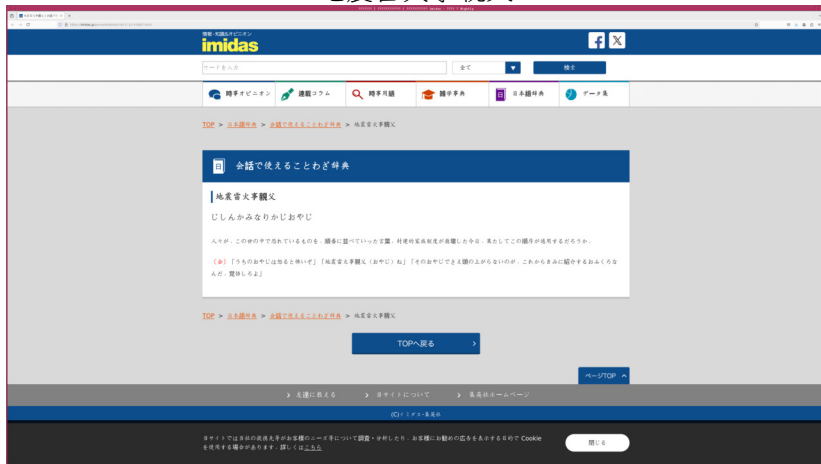 情報・知識&オピニオン
imidas
ワードを入力
全て
検索
時事オピニオン
連載コラム
時事用語
雑学事典
日本語辞典
データ集
TOP > 日本語辞典 > 会話で使えることわざ辞典 > 地震雷火事親父
会話で使えることわざ辞典
地震雷火事親父
じしんかみなりかじおやじ
人々が、この世の中で恐れているものを、順番に並べていった言葉。封建的家族制度が崩壊した今日、果たしてこの順序が通用するだろうか。
〔会〕「うちのおやじは怒ると怖いぞ」「地震雷火事親父（おやじ）ね」「そのおやじでさえ頭の上がらないのが、これからきみに紹介するおふくろな
んだ。覚悟しろよ」
TOP > 日本語辞典 > 会話で使えることわざ辞典 > 地震雷火事親父
TOPへ戻る
ページTOP
友達に教える
当サイトについて
集英社ホームページ
(C)イミダス・集英社
当サイトでは当社の提携先等がお客様のニーズ等について調査・分析したり、お客様にお勧めの広告を表示する目的で Cookie
を使用する場合があります。詳しくはこちら
閉じる